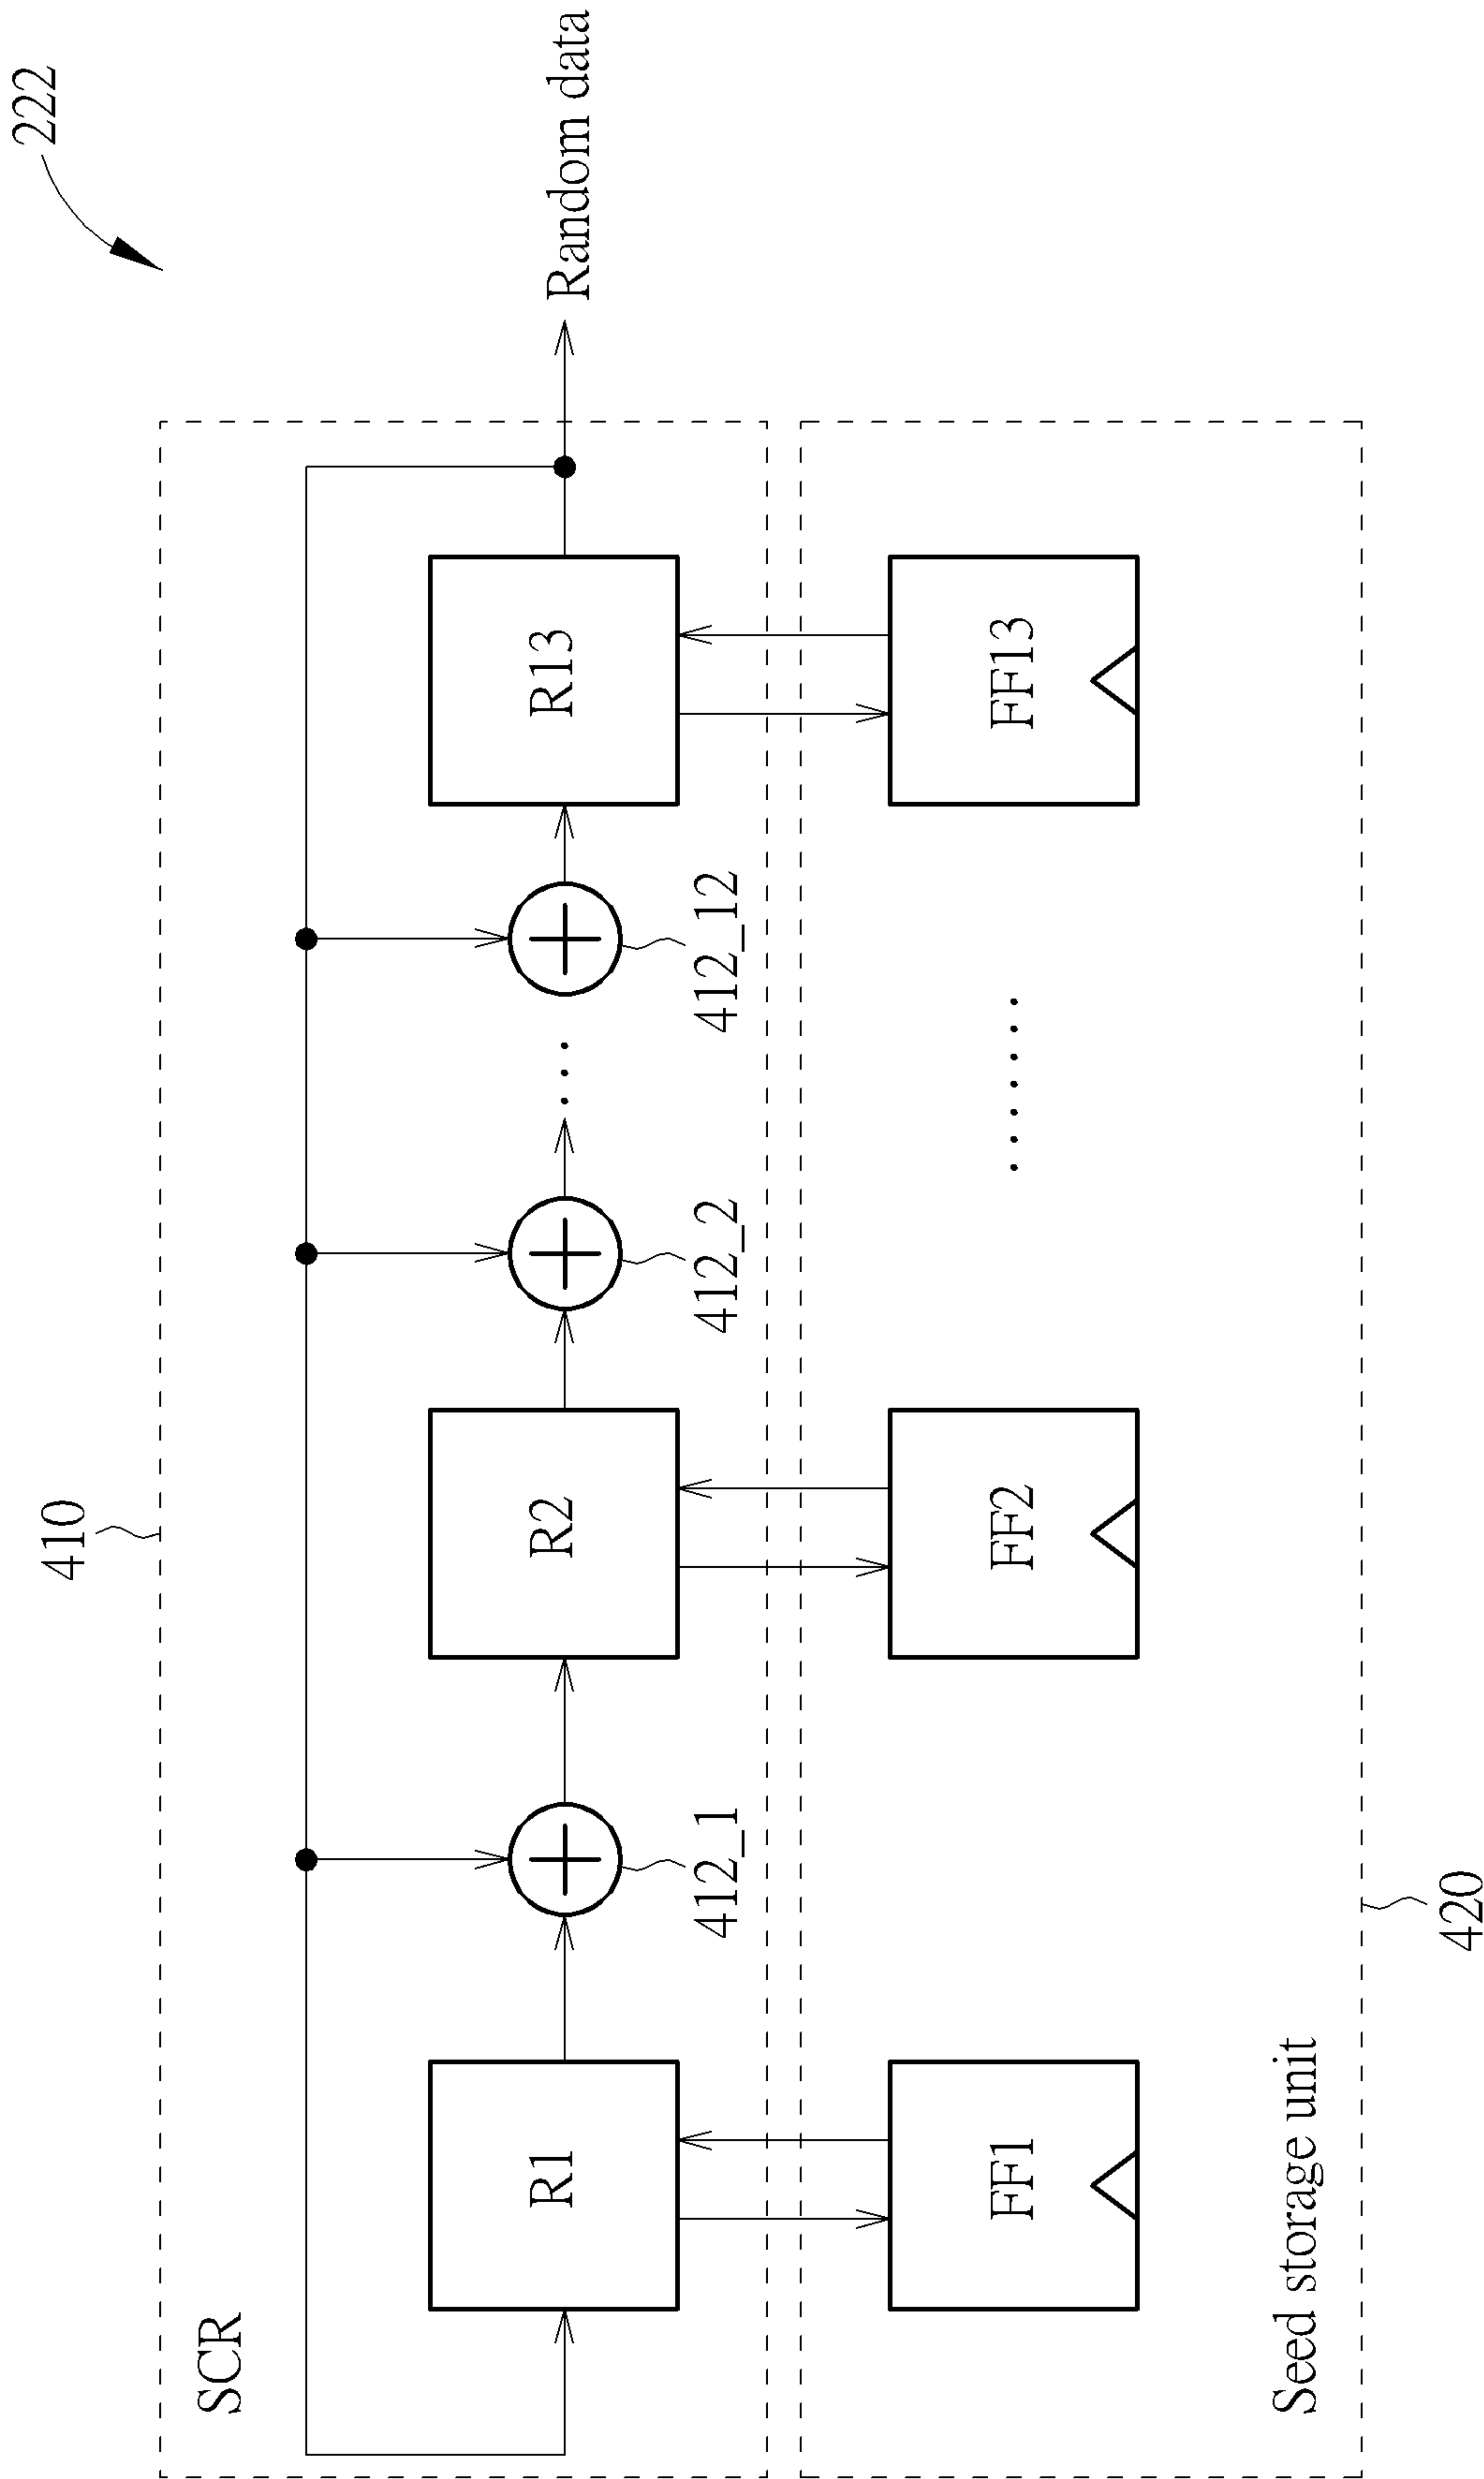 222
410
SCR
R1
R2
R13
Random data
412_1
412_2
412_12
FF1
FF2
FF13
Seed storage unit
420